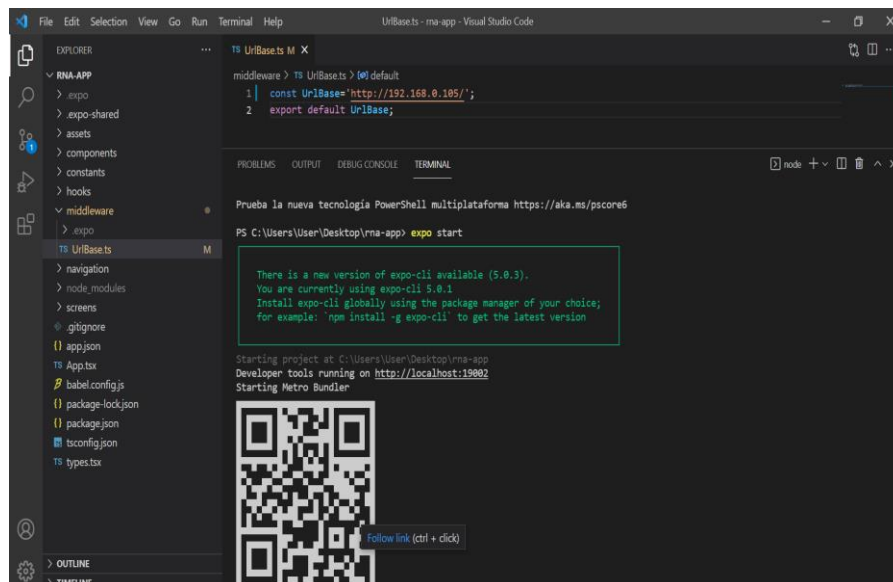 File Edit Selection View Go Run Terminal Help
UrlBase.ts - rna-app - Visual Studio Code
EXPLORER
RNA-APP
.expo
.expo-shared
assets
components
constants
hooks
middleware
.expo
TS UrlBase.ts M
navigation
node_modules
screens
.gitignore
{} app.json
TS App.tsx
babel.config.js
{} package-lock.json
{} package.json
tsconfig.json
TS types.tsx
OUTLINE
TIMELINE
1
TS UrlBase.ts M X
middleware > TS UrlBase.ts > default
1 const UrlBase='http://192.168.0.105/';
2 export default UrlBase;
PROBLEMS OUTPUT DEBUG CONSOLE TERMINAL
node
Prueba la nueva tecnología PowerShell multiplataforma https://aka.ms/pscore6
PS C:\Users\User\Desktop\rna-app> expo start
There is a new version of expo-cli available (5.0.3).
You are currently using expo-cli 5.0.1
Install expo-cli globally using the package manager of your choice;
for example: `npm install -g expo-cli` to get the latest version
Starting project at C:\Users\User\Desktop\rna-app
Developer tools running on http://localhost:19002
Starting Metro Bundler
Follow link (ctrl + click)